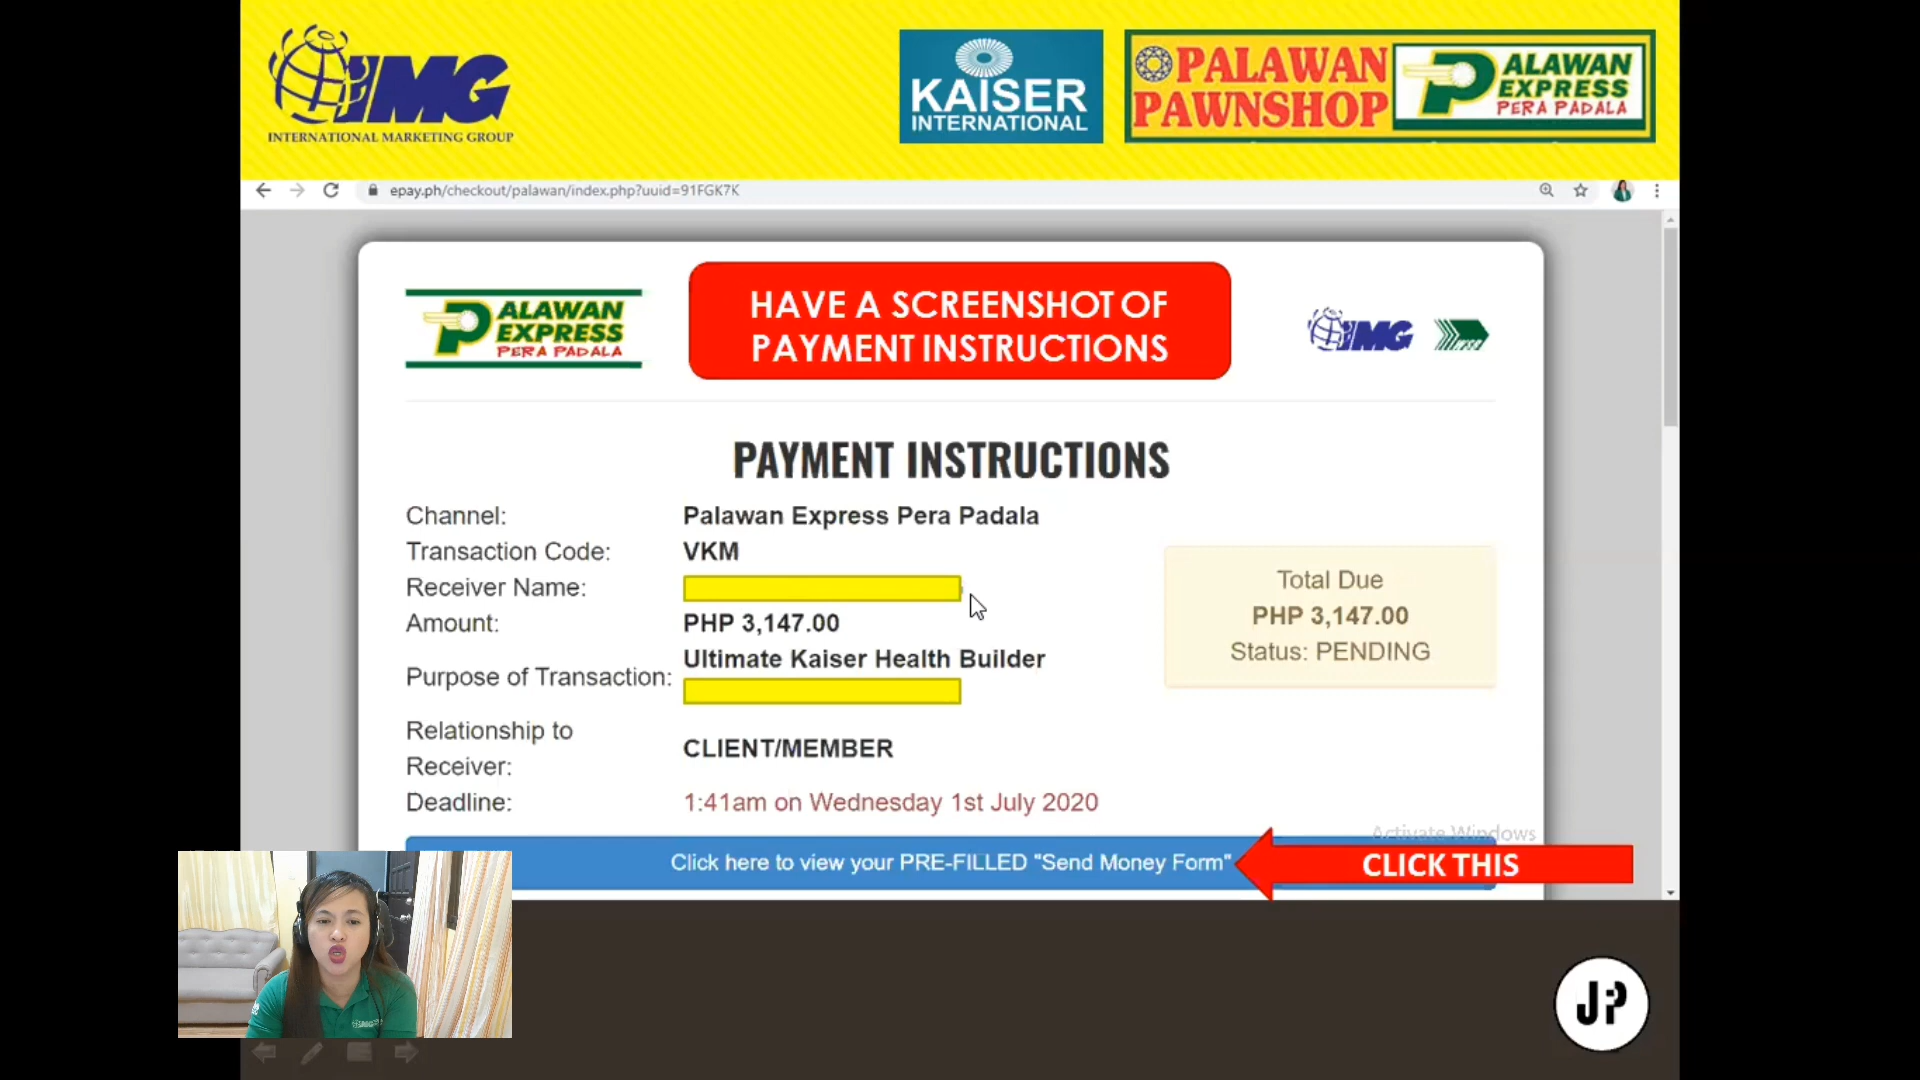 IMG
INTERNATIONAL MARKETING GROUP
KAISER
INTERNATIONAL
PALAWAN
PAWNSHOP
PALAWAN
EXPRESS
PERA PADALA
epay.ph/checkout/palawan/index.php?uuid=91FGK7K
PALAWAN
EXPRESS
PERA PADALA
HAVE A SCREENSHOT OF
PAYMENT INSTRUCTIONS
IMG
WSB
PAYMENT INSTRUCTIONS
Channel: Palawan Express Pera Padala
Transaction Code: VKM
Receiver Name:
Amount: PHP 3,147.00
Purpose of Transaction: Ultimate Kaiser Health Builder
Relationship to
Receiver: CLIENT/MEMBER
Deadline: 1:41am on Wednesday 1st July 2020
Total Due
PHP 3,147.00
Status: PENDING
Activate Windows
Click here to view your PRE-FILLED "Send Money Form"
CLICK THIS
JP